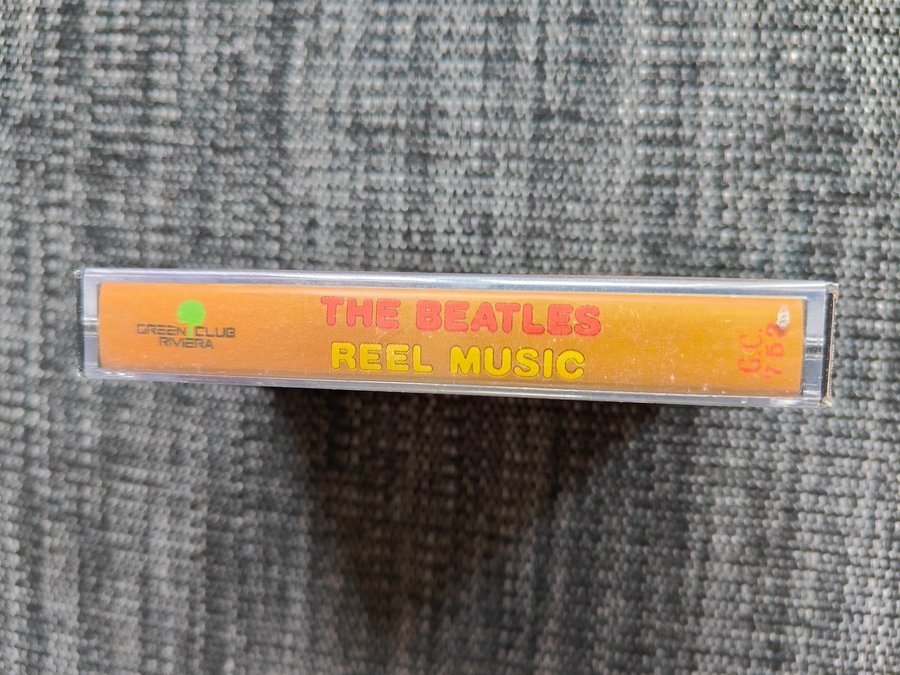 GREEN CLUB
RIVIERA
THE BEATLES
REEL MUSIC
G.C.